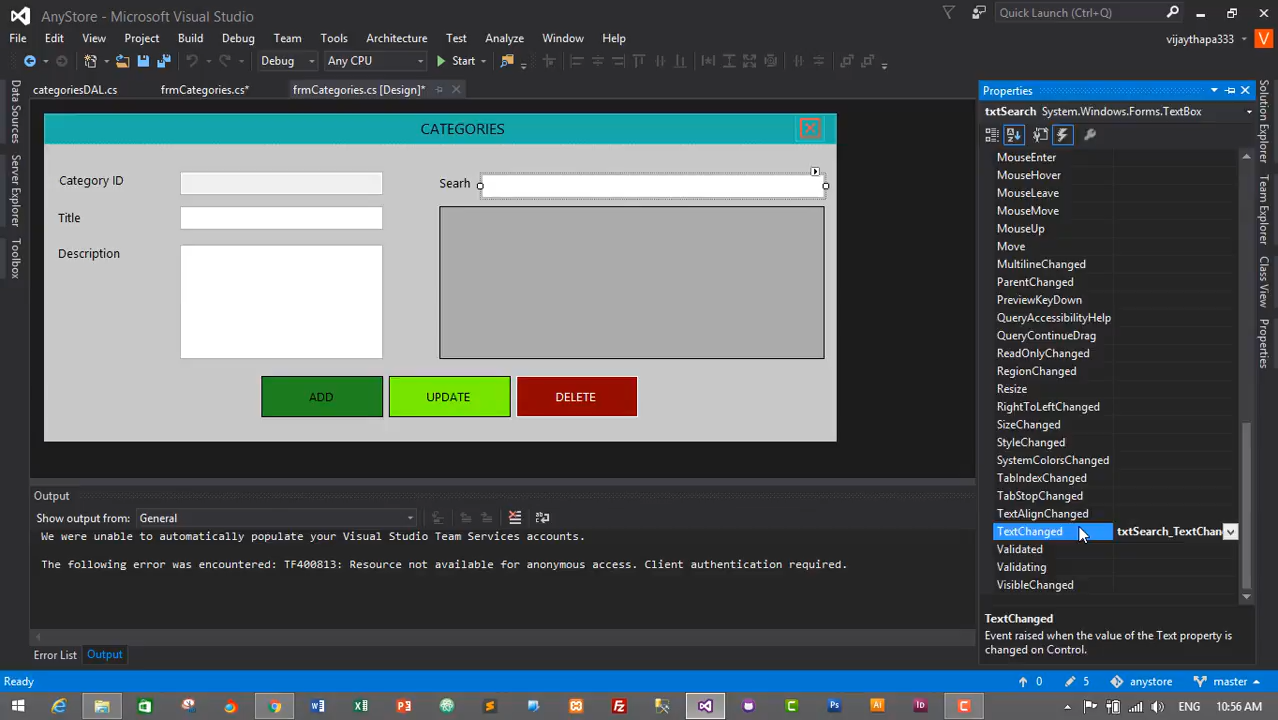 AnyStore - Microsoft Visual Studio
Quick Launch (Ctrl+Q)
File Edit View Project Build Debug Team Tools Architecture Test Analyze Window Help
vijaythapa333 V
Debug Any CPU Start
categoriesDAL.cs frmCategories.cs* frmCategories.cs [Design]*
Data Sources
Server Explorer
Toolbox
CATEGORIES
Category ID
Searh
Title
Description
ADD UPDATE DELETE
Output
Show output from: General
We were unable to automatically populate your Visual Studio Team Services accounts.
The following error was encountered: TF400813: Resource not available for anonymous access. Client authentication required.
Error List Output
Properties
txtSearch System.Windows.Forms.TextBox
MouseEnter
MouseHover
MouseLeave
MouseMove
MouseUp
Move
MultilineChanged
ParentChanged
PreviewKeyDown
QueryAccessibilityHelp
QueryContinueDrag
ReadOnlyChanged
RegionChanged
Resize
RightToLeftChanged
SizeChanged
StyleChanged
SystemColorsChanged
TabIndexChanged
TabStopChanged
TextAlignChanged
TextChanged txtSearch_TextChan
Validated
Validating
VisibleChanged
TextChanged
Event raised when the value of the Text property is
changed on Control.
Solution Explorer
Team Explorer
Class View
Properties
Ready 0 5 anystore master
ENG 10:56 AM